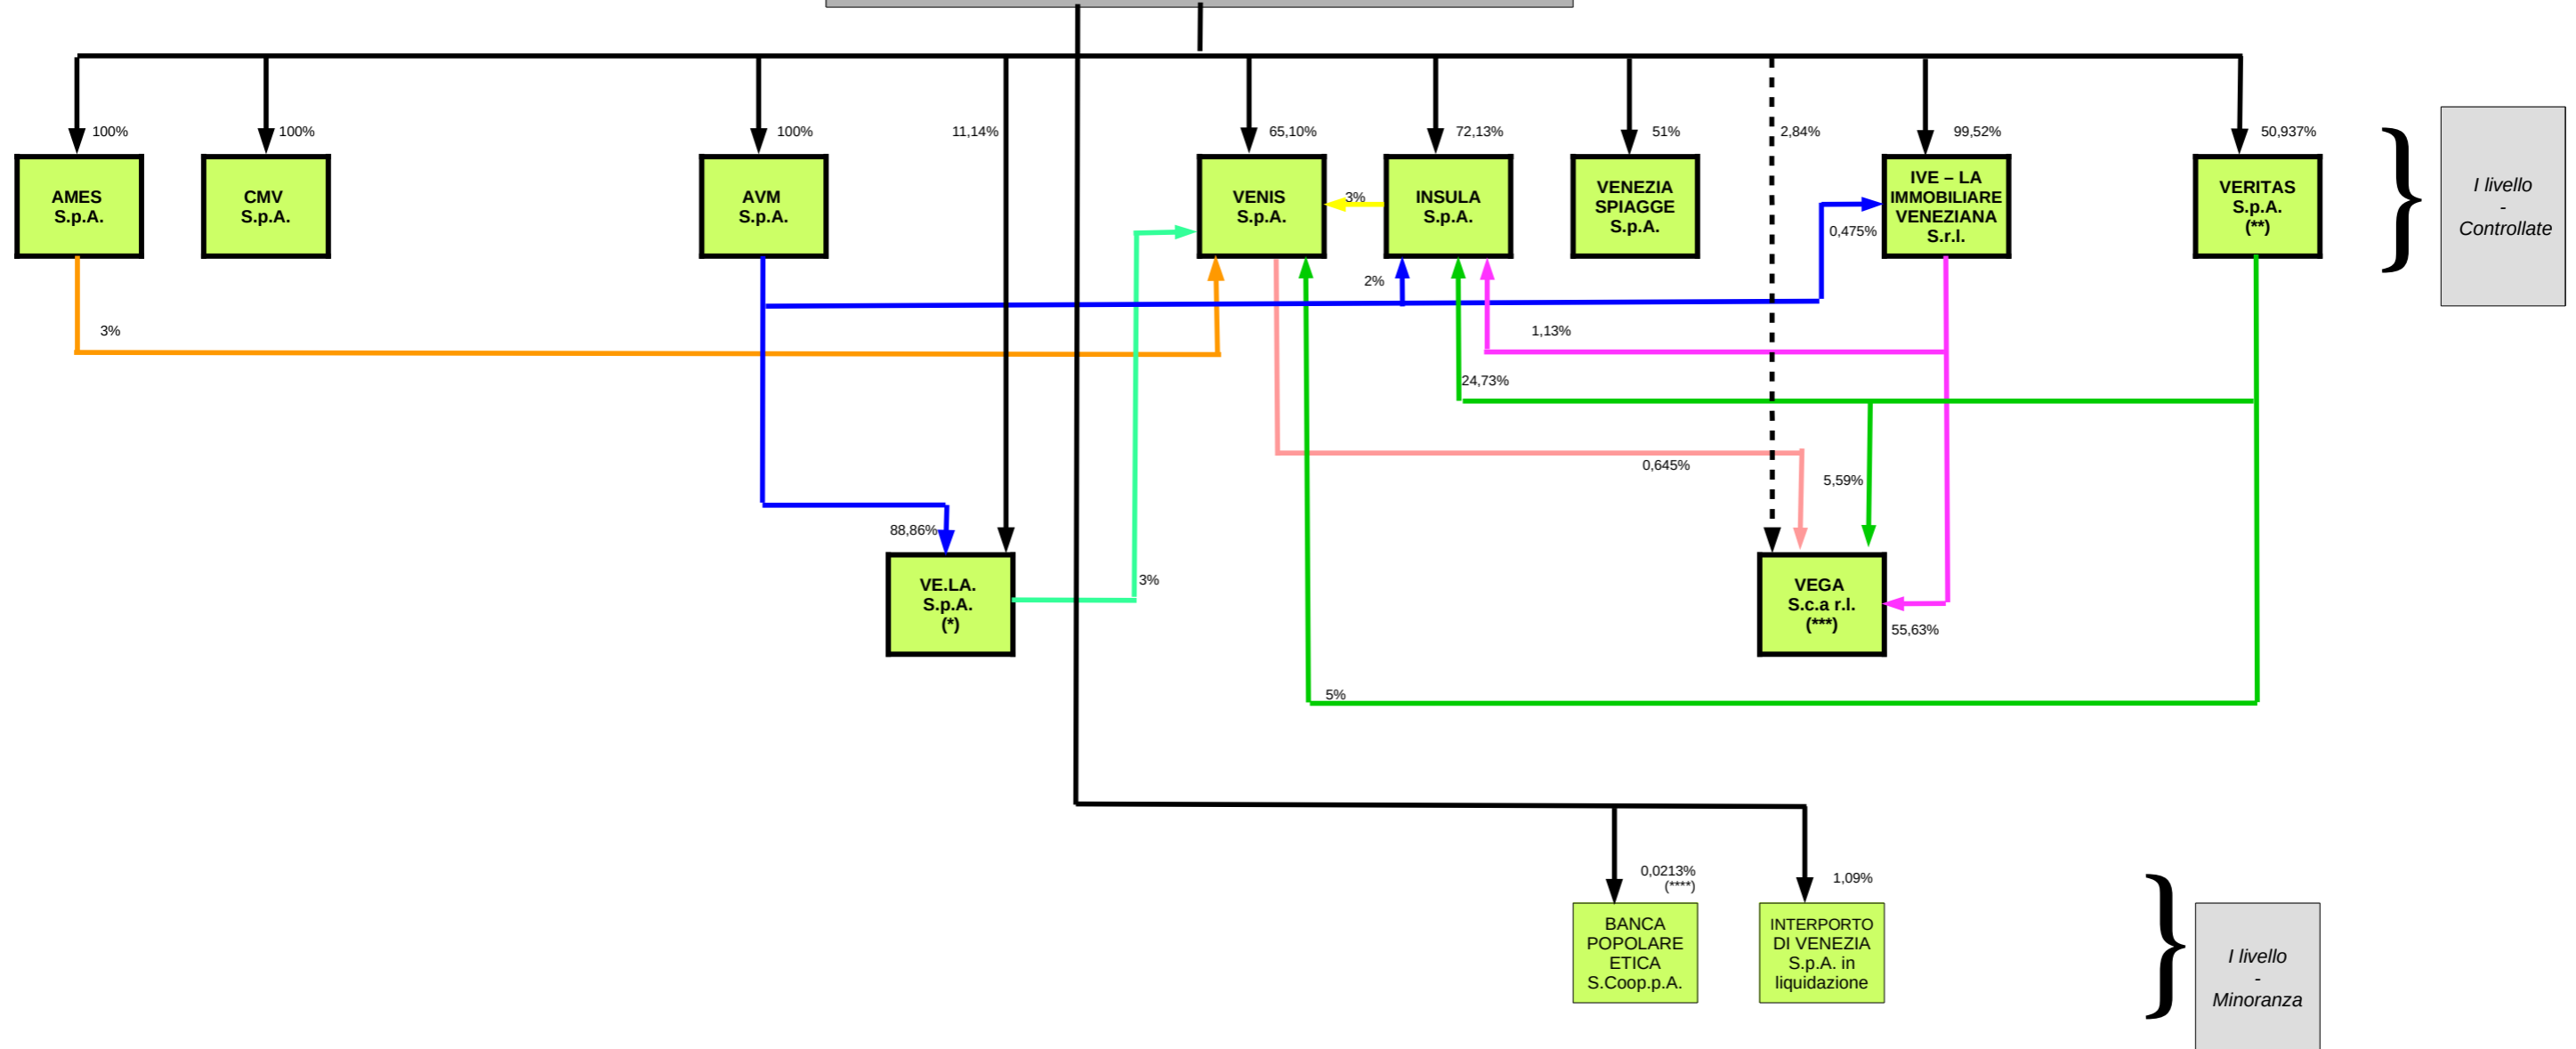 100%
100%
100%
11,14%
65,10%
72,13%
51%
2,84%
99,52%
50,937%
AMES
S.p.A.
CMV
S.p.A.
AVM
S.p.A.
VENIS
S.p.A.
3%
INSULA
S.p.A.
VENEZIA
SPIAGGE
S.p.A.
0,475%
IVE – LA
IMMOBILIARE
VENEZIANA
S.r.l.
VERITAS
S.p.A.
(**)
I livello
-
Controllate
2%
3%
1,13%
24,73%
0,645%
5,59%
88,86%
VE.LA.
S.p.A.
(*)
3%
VEGA
S.c.a r.l.
(***)
55,63%
5%
0,0213%
(****)
1,09%
BANCA
POPOLARE
ETICA
S.Coop.p.A.
INTERPORTO
DI VENEZIA
S.p.A. in
liquidazione
I livello
-
Minoranza